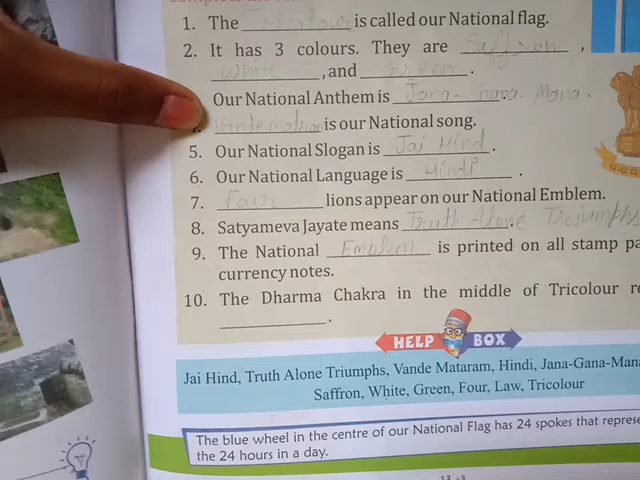 1. The Tricolour is called our National flag.
2. It has 3 colours. They are Saffron ,
White , and green .
Our National Anthem is Jana- Gana- Mana .
Vande mataram is our National song.
5. Our National Slogan is Jai Hind .
6. Our National Language is Hindi .
7. Four lions appear on our National Emblem.
8. Satyameva Jayate means Truth Alone Triumphs
9. The National Emblem is printed on all stamp
currency notes.
10. The Dharma Chakra in the middle of Tricolour
.
HELP BOX
Jai Hind, Truth Alone Triumphs, Vande Mataram, Hindi, Jana-Gana-Mana
Saffron, White, Green, Four, Law, Tricolour
The blue wheel in the centre of our National Flag has 24 spokes that
the 24 hours in a day.